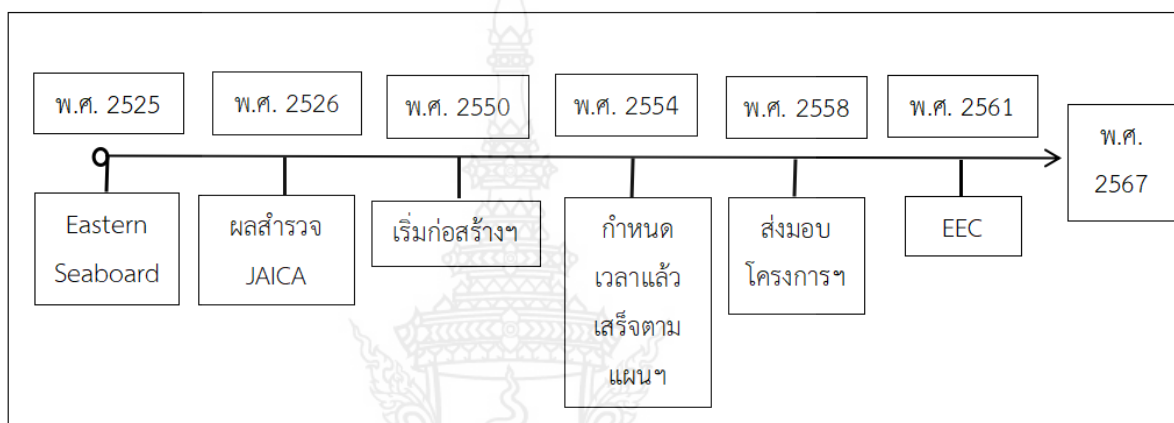 พ.ศ. 2525
พ.ศ. 2526
พ.ศ. 2550
พ.ศ. 2554
พ.ศ. 2558
พ.ศ. 2561
พ.ศ.
2567
Eastern
Seaboard
ผลสำรวจ
JAICA
เริ่มก่อสร้างฯ
กำหนด
เวลาแล้ว
เสร็จตาม
แผนฯ
ส่งมอบ
โครงการฯ
EEC